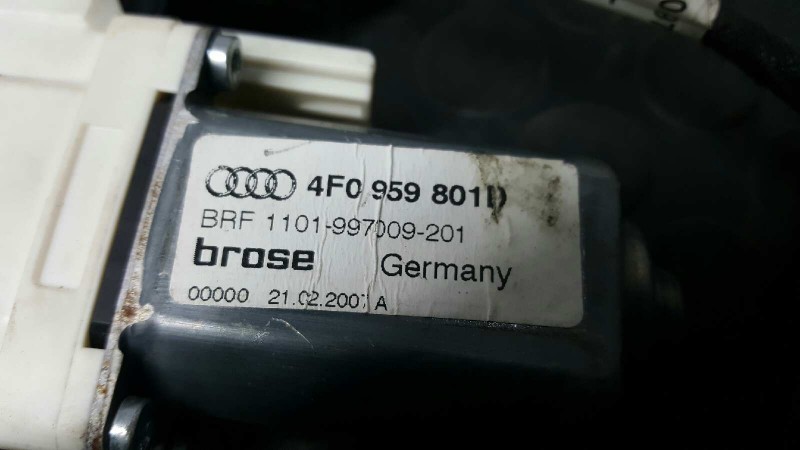 4F0 959 801D
BRF 1101-997009-201
brose Germany
00000 21.02.2007 A